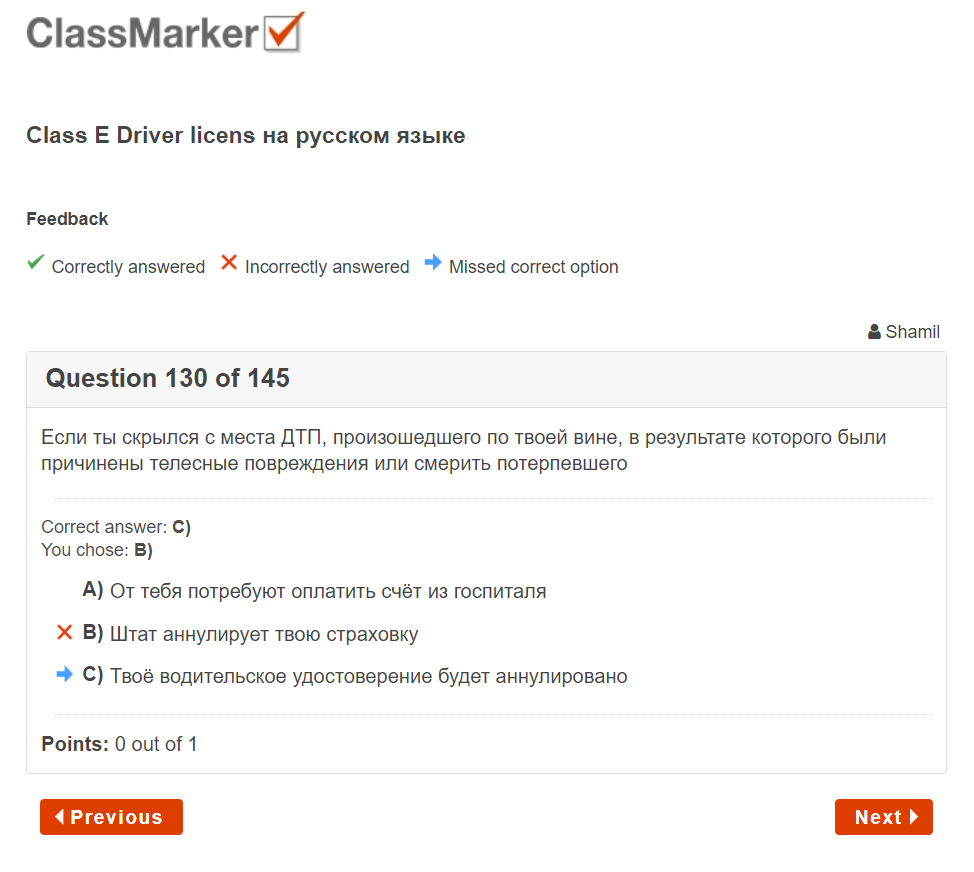 ClassMarker
Class E Driver licens на русском языке
Feedback
Correctly answered Incorrectly answered Missed correct option
Shamil
Question 130 of 145
Если ты скрылся с места ДТП, произошедшего по твоей вине, в результате которого были
причинены телесные повреждения или смерить потерпевшего
Correct answer: C)
You chose: B)
A) От тебя потребуют оплатить счёт из госпиталя
B) Штат аннулирует твою страховку
C) Твоё водительское удостоверение будет аннулировано
Points: 0 out of 1
Previous Next